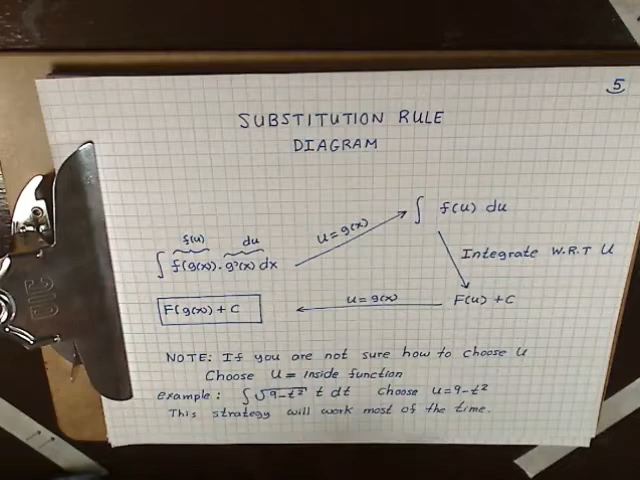 5
SUBSTITUTION RULE
DIAGRAM
∫ f(u) du
u = g(x)
f(u) du
∫ f(g(x)) · g'(x) dx
Integrate W.R.T U
F(g(x)) + C
u = g(x)
F(u) + C
NOTE: If you are not sure how to choose u
Choose u = inside function
example: ∫ √9-t² t dt Choose u = 9-t²
This strategy will work most of the time.